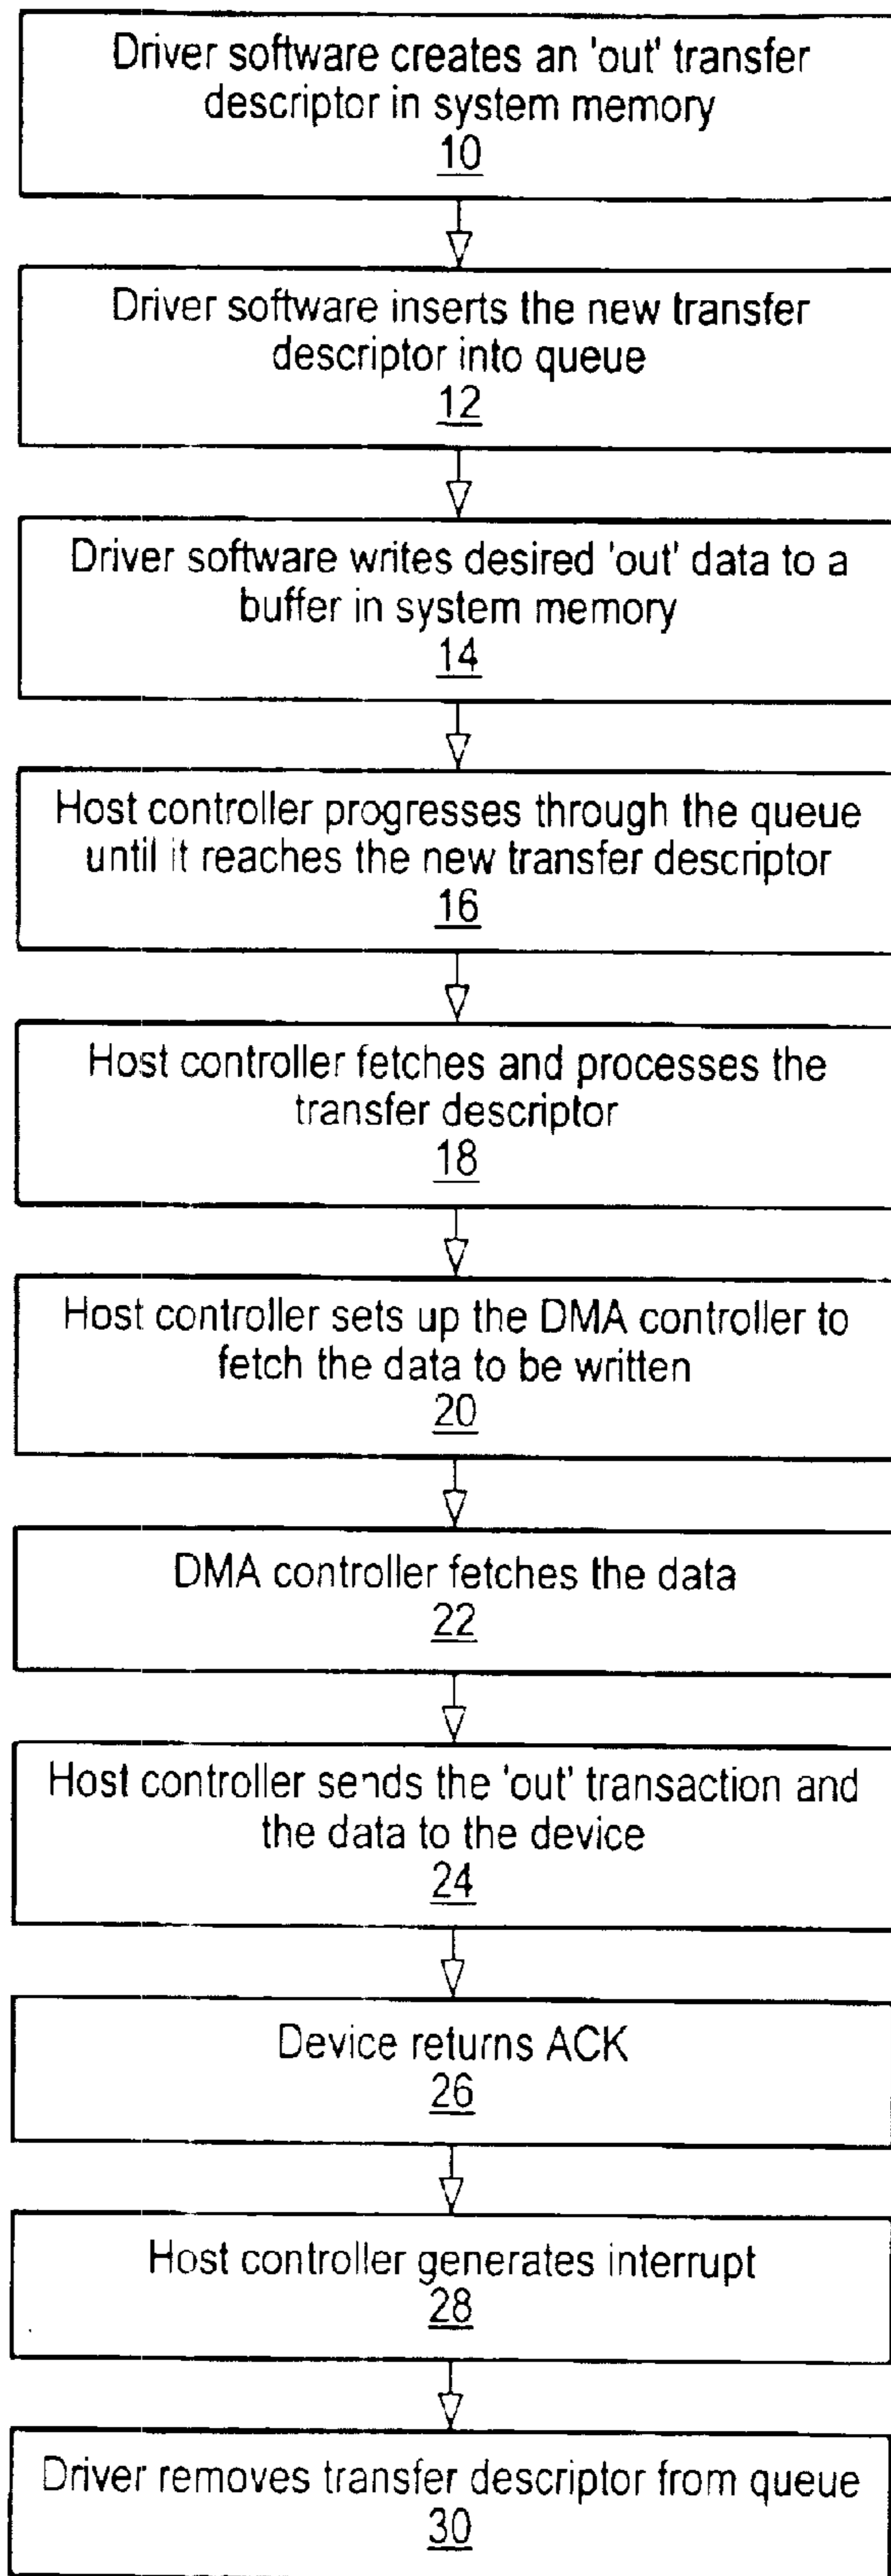 Driver software creates an 'out' transfer
descriptor in system memory
10
Driver software inserts the new transfer
descriptor into queue
12
Driver software writes desired 'out' data to a
buffer in system memory
14
Host controller progresses through the queue
until it reaches the new transfer descriptor
16
Host controller fetches and processes the
transfer descriptor
18
Host controller sets up the DMA controller to
fetch the data to be written
20
DMA controller fetches the data
22
Host controller sends the 'out' transaction and
the data to the device
24
Device returns ACK
26
Host controller generates interrupt
28
Driver removes transfer descriptor from queue
30